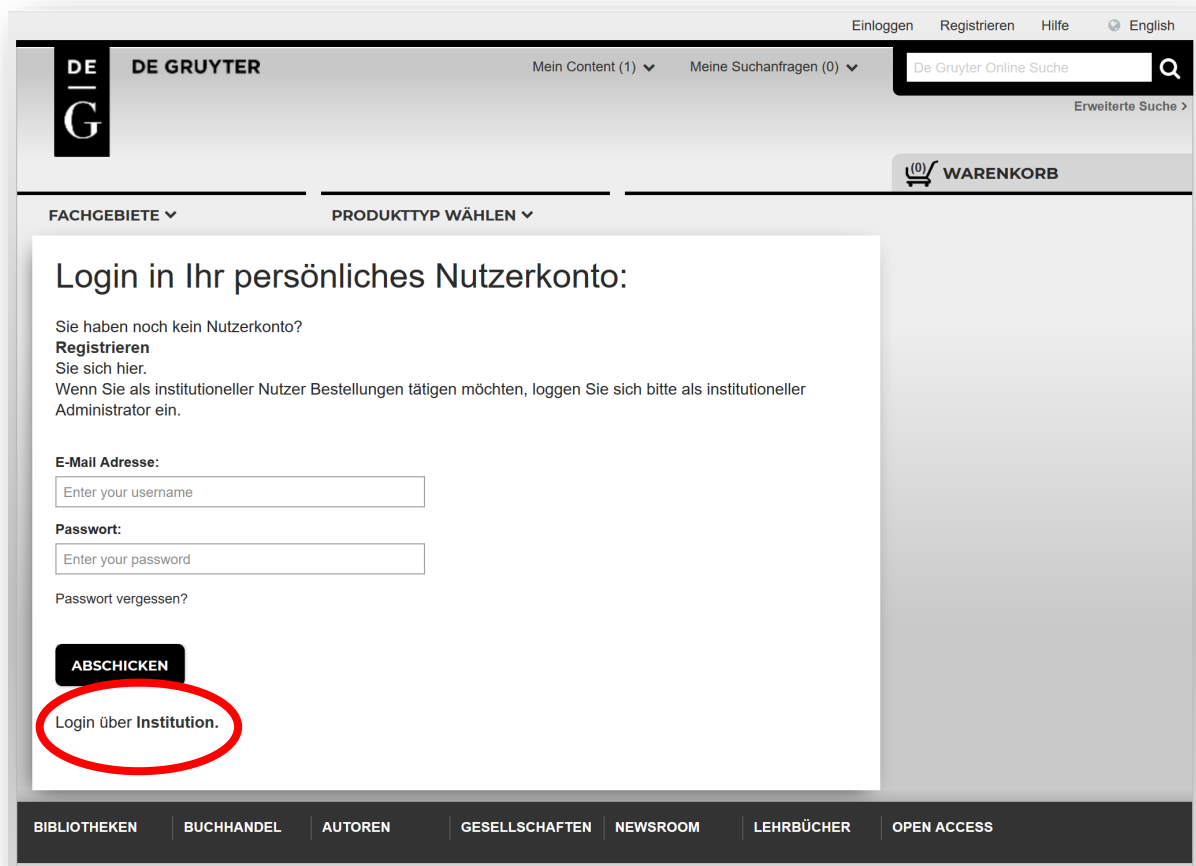 Einloggen Registrieren Hilfe English
DE
G
DE GRUYTER
Mein Content (1) Meine Suchanfragen (0)
De Gruyter Online Suche
Erweiterte Suche >
(0) WARENKORB
FACHGEBIETE PRODUKTTYP WÄHLEN
Login in Ihr persönliches Nutzerkonto:
Sie haben noch kein Nutzerkonto?
Registrieren
Sie sich hier.
Wenn Sie als institutioneller Nutzer Bestellungen tätigen möchten, loggen Sie sich bitte als institutioneller
Administrator ein.
E-Mail Adresse:
Enter your username
Passwort:
Enter your password
Passwort vergessen?
ABSCHICKEN
Login über Institution.
BIBLIOTHEKEN BUCHHANDEL AUTOREN GESELLSCHAFTEN NEWSROOM LEHRBÜCHER OPEN ACCESS